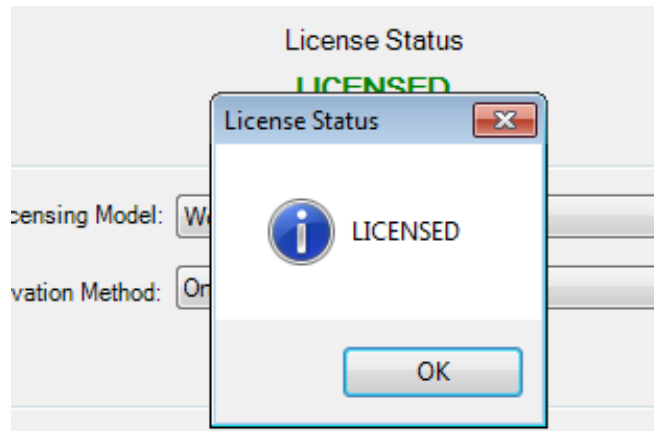 License Status
LICENSED
License Status
LICENSED
censing Model:
vation Method:
OK